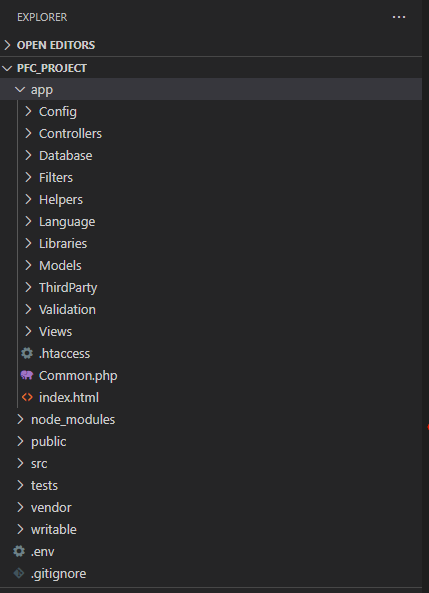 EXPLORER
OPEN EDITORS
PFC_PROJECT
app
Config
Controllers
Database
Filters
Helpers
Language
Libraries
Models
ThirdParty
Validation
Views
.htaccess
Common.php
index.html
node_modules
public
src
tests
vendor
writable
.env
.gitignore